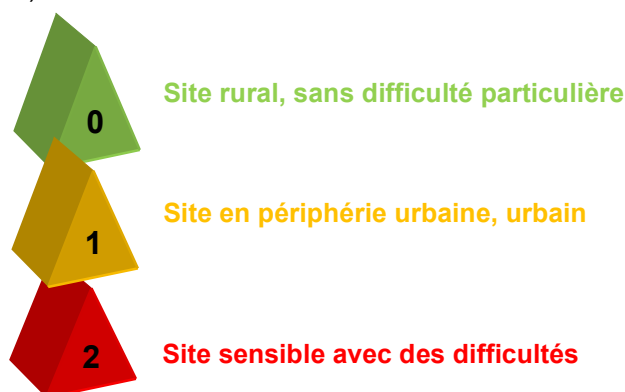 0 Site rural, sans difficulté particulière
1 Site en périphérie urbaine, urbain
2 Site sensible avec des difficultés